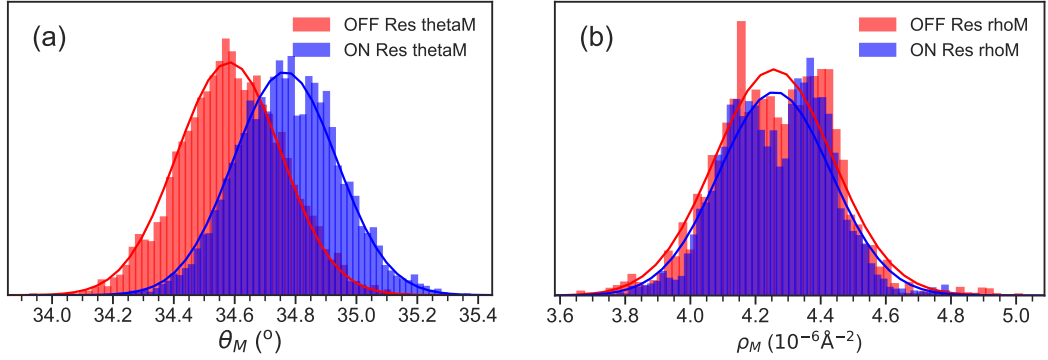 (a)
OFF Res thetaM
ON Res thetaM
34.0 34.2 34.4 34.6 34.8 35.0 35.2 35.4
θ_M (°)
(b)
OFF Res rhoM
ON Res rhoM
3.6 3.8 4.0 4.2 4.4 4.6 4.8 5.0
ρ_M (10⁻⁶Å⁻²)